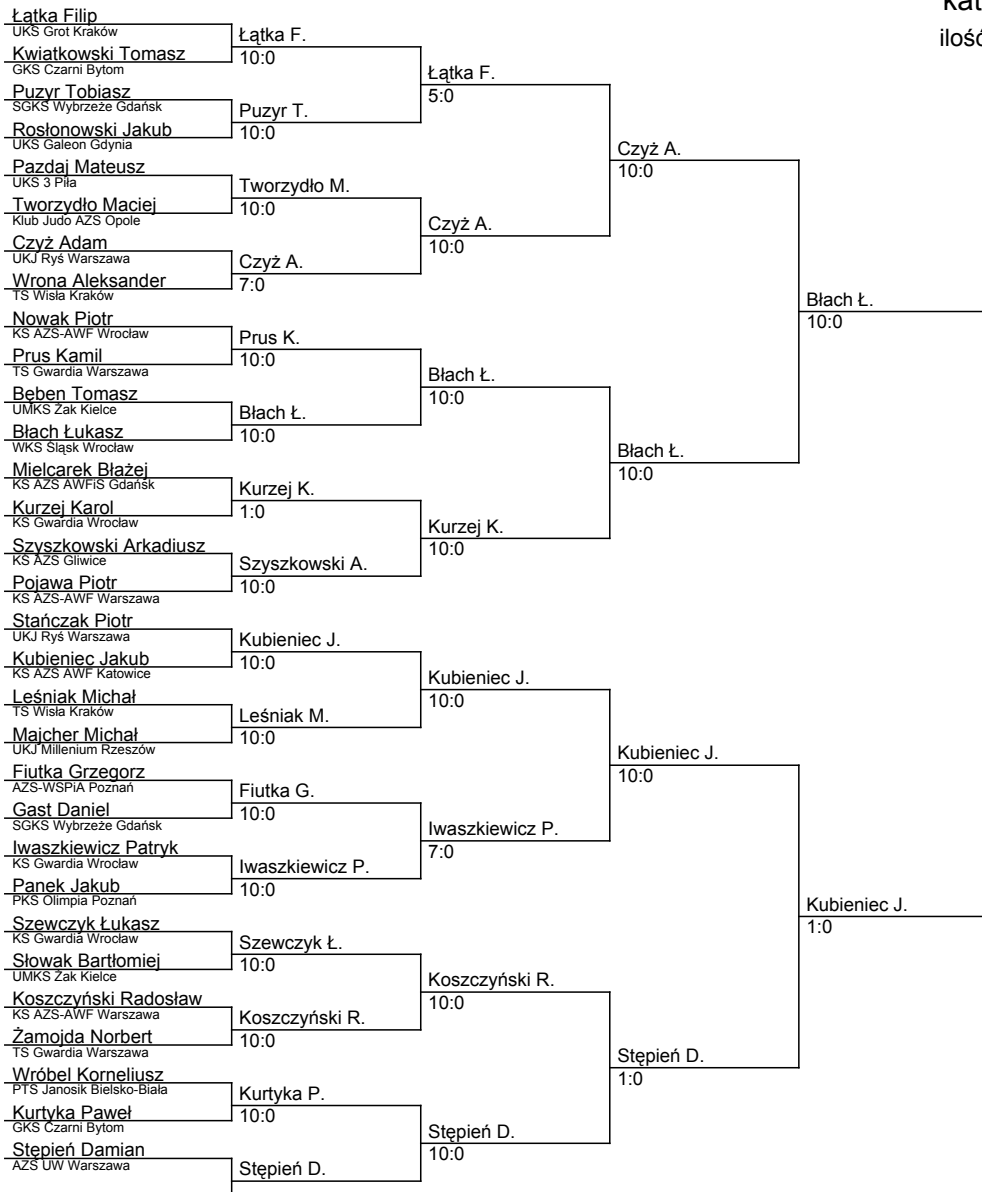 Łątka Filip
UKS Grot Kraków
Kwiatkowski Tomasz
GKS Czarni Bytom
Puzyr Tobiasz
SGKS Wybrzeże Gdańsk
Rosłonowski Jakub
UKS Galeon Gdynia
Pazdaj Mateusz
UKS 3 Piła
Tworzydło Maciej
Klub Judo AZS Opole
Czyż Adam
UKJ Ryś Warszawa
Wrona Aleksander
TS Wisła Kraków
Nowak Piotr
KS AZS-AWF Wrocław
Prus Kamil
TS Gwardia Warszawa
Bęben Tomasz
UMKS Żak Kielce
Błach Łukasz
WKS Śląsk Wrocław
Mielcarek Błażej
KS AZS AWFiS Gdańsk
Kurzej Karol
KS Gwardia Wrocław
Szyszkowski Arkadiusz
KS AZS Gliwice
Pojawa Piotr
KS AZS-AWF Warszawa
Stańczak Piotr
UKJ Ryś Warszawa
Kubieniec Jakub
KS AZS AWF Katowice
Leśniak Michał
TS Wisła Kraków
Majcher Michał
UKJ Millenium Rzeszów
Fiutka Grzegorz
AZS-WSPiA Poznań
Gast Daniel
SGKS Wybrzeże Gdańsk
Iwaszkiewicz Patryk
KS Gwardia Wrocław
Panek Jakub
PKS Olimpia Poznań
Szewczyk Łukasz
KS Gwardia Wrocław
Słowak Bartłomiej
UMKS Żak Kielce
Koszczyński Radosław
KS AZS-AWF Warszawa
Żamojda Norbert
TS Gwardia Warszawa
Wróbel Korneliusz
PTS Janosik Bielsko-Biała
Kurtyka Paweł
GKS Czarni Bytom
Stępień Damian
AZS UW Warszawa
Łątka F.
10:0
Puzyr T.
10:0
Tworzydło M.
10:0
Czyż A.
7:0
Prus K.
10:0
Błach Ł.
10:0
Kurzej K.
1:0
Szyszkowski A.
10:0
Kubieniec J.
10:0
Leśniak M.
10:0
Fiutka G.
10:0
Iwaszkiewicz P.
10:0
Szewczyk Ł.
10:0
Koszczyński R.
10:0
Kurtyka P.
10:0
Stępień D.
Łątka F.
5:0
Czyż A.
10:0
Błach Ł.
10:0
Kurzej K.
10:0
Kubieniec J.
10:0
Iwaszkiewicz P.
7:0
Koszczyński R.
10:0
Stępień D.
10:0
Czyż A.
10:0
Błach Ł.
10:0
Kubieniec J.
10:0
Stępień D.
1:0
Błach Ł.
10:0
Kubieniec J.
1:0